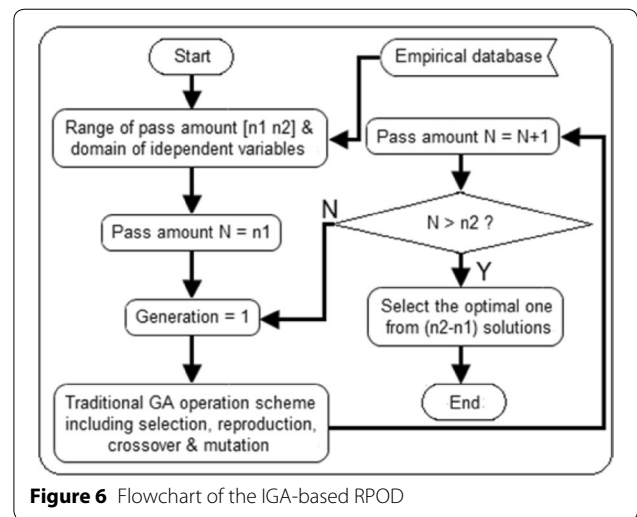 Start
Empirical database
Range of pass amount [n1 n2] &
domain of idependent variables
Pass amount N = N+1
N
N > n2 ?
Pass amount N = n1
Y
Generation = 1
Select the optimal one
from (n2-n1) solutions
Traditional GA operation scheme
including selection, reproduction,
crossover & mutation
End
Figure 6 Flowchart of the IGA-based RPOD